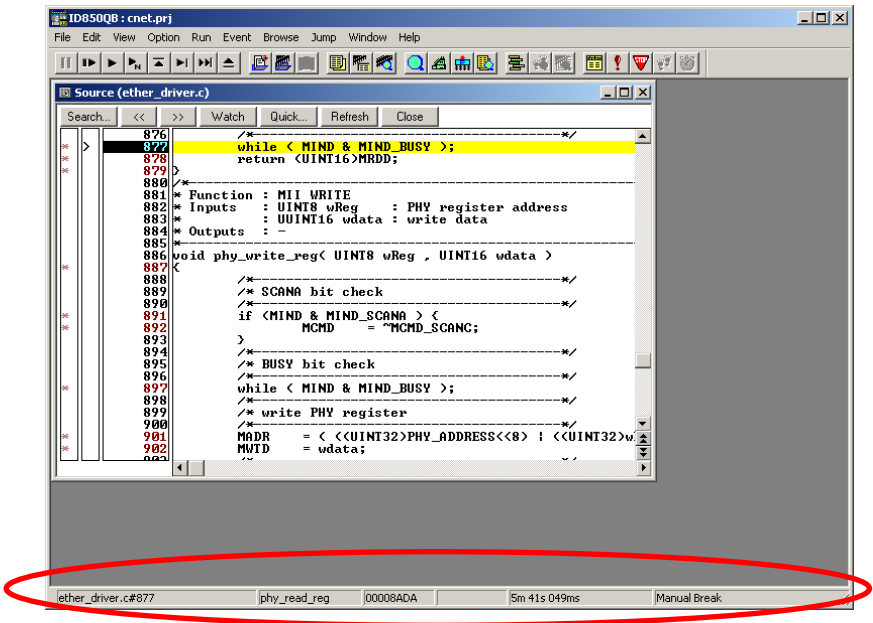 ID850QB : cnet.prj
File Edit View Option Run Event Browse Jump Window Help
Source (ether_driver.c)
Search... << >> Watch Quick... Refresh Close
876 /*--------------------------------------*/
* > 877 while ( MIND & MIND_BUSY );
* 878 return (UINT16)MRDD;
* 879 }
880 /*-------------------------------------------------------
881 * Function : MII WRITE
882 * Inputs : UINT8 wReg : PHY register address
883 * : UUINT16 wdata : write data
884 * Outputs : -
885 *-------------------------------------------------------
886 void phy_write_reg( UINT8 wReg , UINT16 wdata )
* 887 {
888 /*--------------------------------------*/
889 /* SCANA bit check
890 /*--------------------------------------*/
* 891 if (MIND & MIND_SCANA ) {
* 892 MCMD = ~MCMD_SCANC;
893 }
894 /*--------------------------------------*/
895 /* BUSY bit check
896 /*--------------------------------------*/
* 897 while ( MIND & MIND_BUSY );
898 /*--------------------------------------*/
899 /* write PHY register
900 /*--------------------------------------*/
* 901 MADR = ( ((UINT32)PHY_ADDRESS<<8) | ((UINT32)w
* 902 MWTD = wdata;
ether_driver.c#877 phy_read_reg 00008ADA 5m 41s 049ms Manual Break